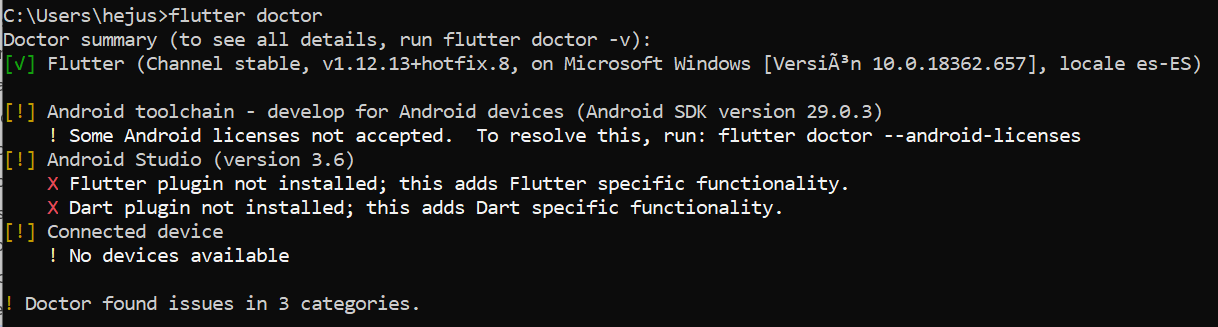 C:\Users\hejus>flutter doctor
Doctor summary (to see all details, run flutter doctor -v):
[√] Flutter (Channel stable, v1.12.13+hotfix.8, on Microsoft Windows [VersiÃ³n 10.0.18362.657], locale es-ES)
[!] Android toolchain - develop for Android devices (Android SDK version 29.0.3)
! Some Android licenses not accepted.  To resolve this, run: flutter doctor --android-licenses
[!] Android Studio (version 3.6)
X Flutter plugin not installed; this adds Flutter specific functionality.
X Dart plugin not installed; this adds Dart specific functionality.
[!] Connected device
! No devices available
! Doctor found issues in 3 categories.